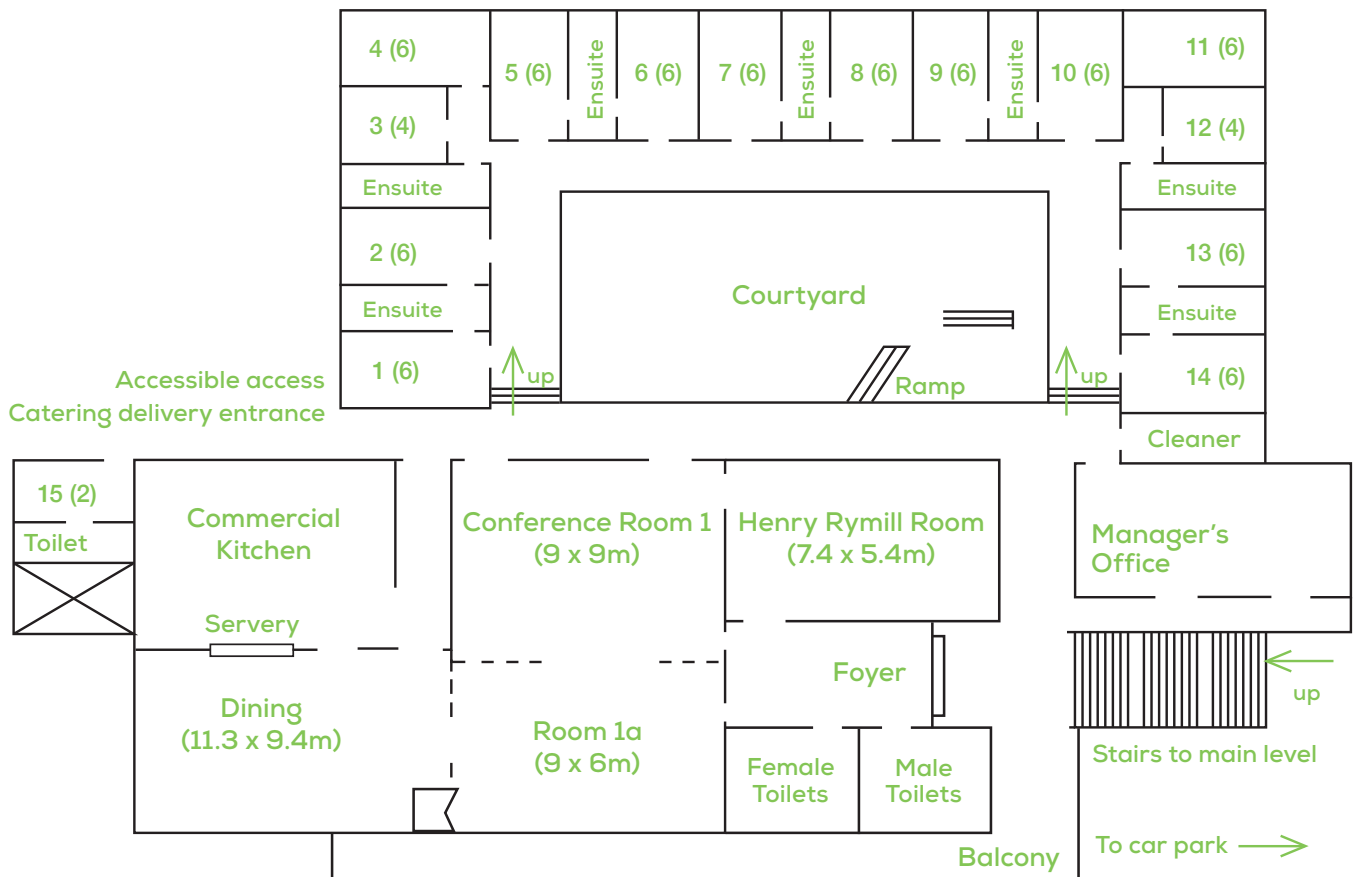 4 (6)
5 (6)
Ensuite
6 (6)
7 (6)
Ensuite
8 (6)
9 (6)
Ensuite
10 (6)
11 (6)
3 (4)
12 (4)
Ensuite
Ensuite
2 (6)
13 (6)
Courtyard
Ensuite
Ensuite
1 (6)
up
Ramp
up
14 (6)
Accessible access
Catering delivery entrance
Cleaner
15 (2)
Toilet
Commercial
Kitchen
Conference Room 1
(9 x 9m)
Henry Rymill Room
(7.4 x 5.4m)
Manager's
Office
Servery
Foyer
up
Dining
(11.3 x 9.4m)
Room 1a
(9 x 6m)
Female
Toilets
Male
Toilets
Stairs to main level
Balcony
To car park